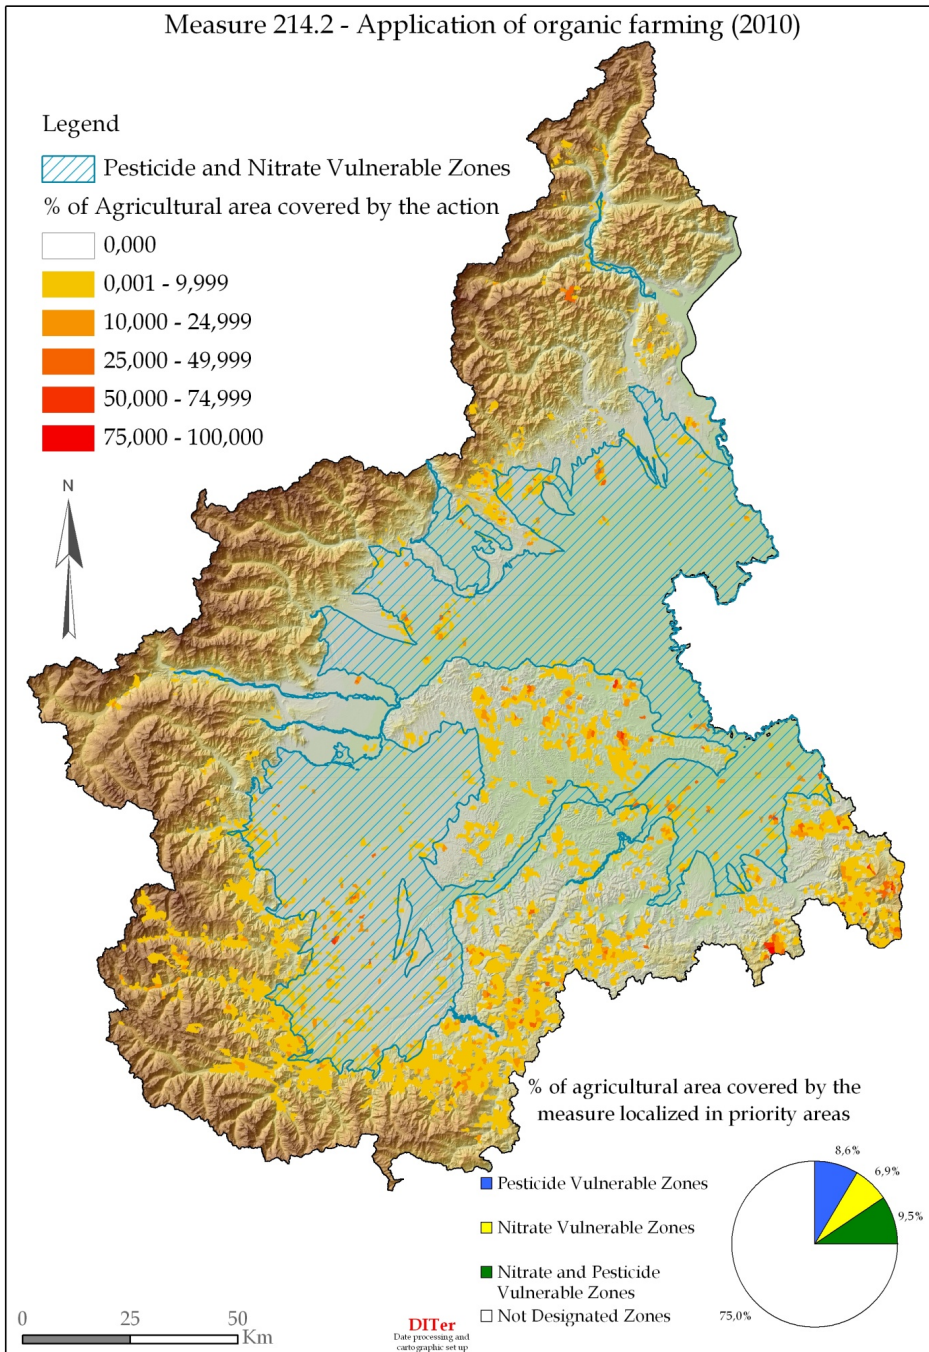 Measure 214.2 - Application of organic farming (2010)
Legend
Pesticide and Nitrate Vulnerable Zones
% of Agricultural area covered by the action
0,000
0,001 - 9,999
10,000 - 24,999
25,000 - 49,999
50,000 - 74,999
75,000 - 100,000
N
% of agricultural area covered by the
measure localized in priority areas
Pesticide Vulnerable Zones
Nitrate Vulnerable Zones
Nitrate and Pesticide
Vulnerable Zones
Not Designated Zones
8,6%
6,9%
9,5%
75,0%
0 25 50
Km
DITer
Date processing and
cartographic set up